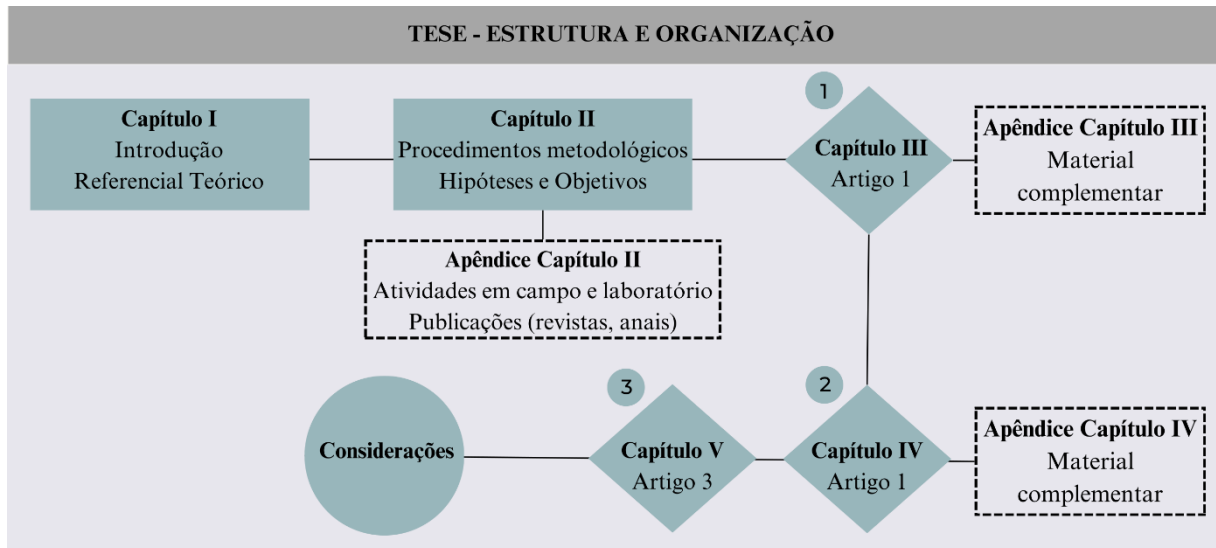 TESE - ESTRUTURA E ORGANIZAÇÃO
Capítulo I
Introdução
Referencial Teórico
Capítulo II
Procedimentos metodológicos
Hipóteses e Objetivos
Apêndice Capítulo II
Atividades em campo e laboratório
Publicações (revistas, anais)
1
Capítulo III
Artigo 1
Apêndice Capítulo III
Material
complementar
2
Capítulo IV
Artigo 1
Apêndice Capítulo IV
Material
complementar
3
Capítulo V
Artigo 3
Considerações